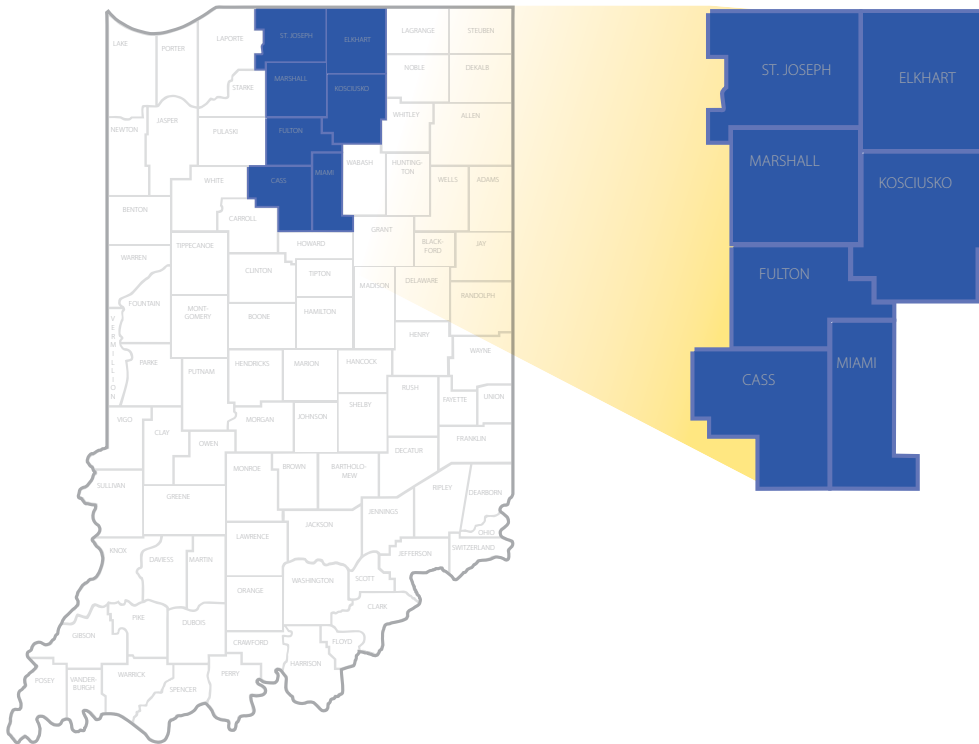 LAKE
PORTER
LAPORTE
ST. JOSEPH
ELKHART
LAGRANGE
STEUBEN
NOBLE
DEKALB
MARSHALL
STARKE
KOSCIUSKO
WHITLEY
ALLEN
NEWTON
JASPER
PULASKI
FULTON
WHITE
CASS
MIAMI
WABASH
HUNTING-
TON
WELLS
ADAMS
BENTON
CARROLL
GRANT
BLACK-
FORD
JAY
WARREN
TIPPECANOE
HOWARD
CLINTON
TIPTON
MADISON
DELAWARE
RANDOLPH
FOUNTAIN
MONT-
GOMERY
BOONE
HAMILTON
HENRY
WAYNE
V
E
R
M
I
L
L
I
O
N
PARKE
PUTNAM
HENDRICKS
MARION
HANCOCK
RUSH
FAYETTE
UNION
VIGO
CLAY
OWEN
MORGAN
JOHNSON
SHELBY
DECATUR
FRANKLIN
SULLIVAN
GREENE
MONROE
BROWN
BARTHOLO-
MEW
JENNINGS
RIPLEY
DEARBORN
OHIO
SWITZERLAND
KNOX
DAVIESS
MARTIN
LAWRENCE
JACKSON
JEFFERSON
SCOTT
WASHINGTON
ORANGE
CLARK
GIBSON
PIKE
DUBOIS
CRAWFORD
FLOYD
HARRISON
POSEY
VANDER-
BURGH
WARRICK
SPENCER
PERRY
ST. JOSEPH
ELKHART
MARSHALL
KOSCIUSKO
FULTON
CASS
MIAMI